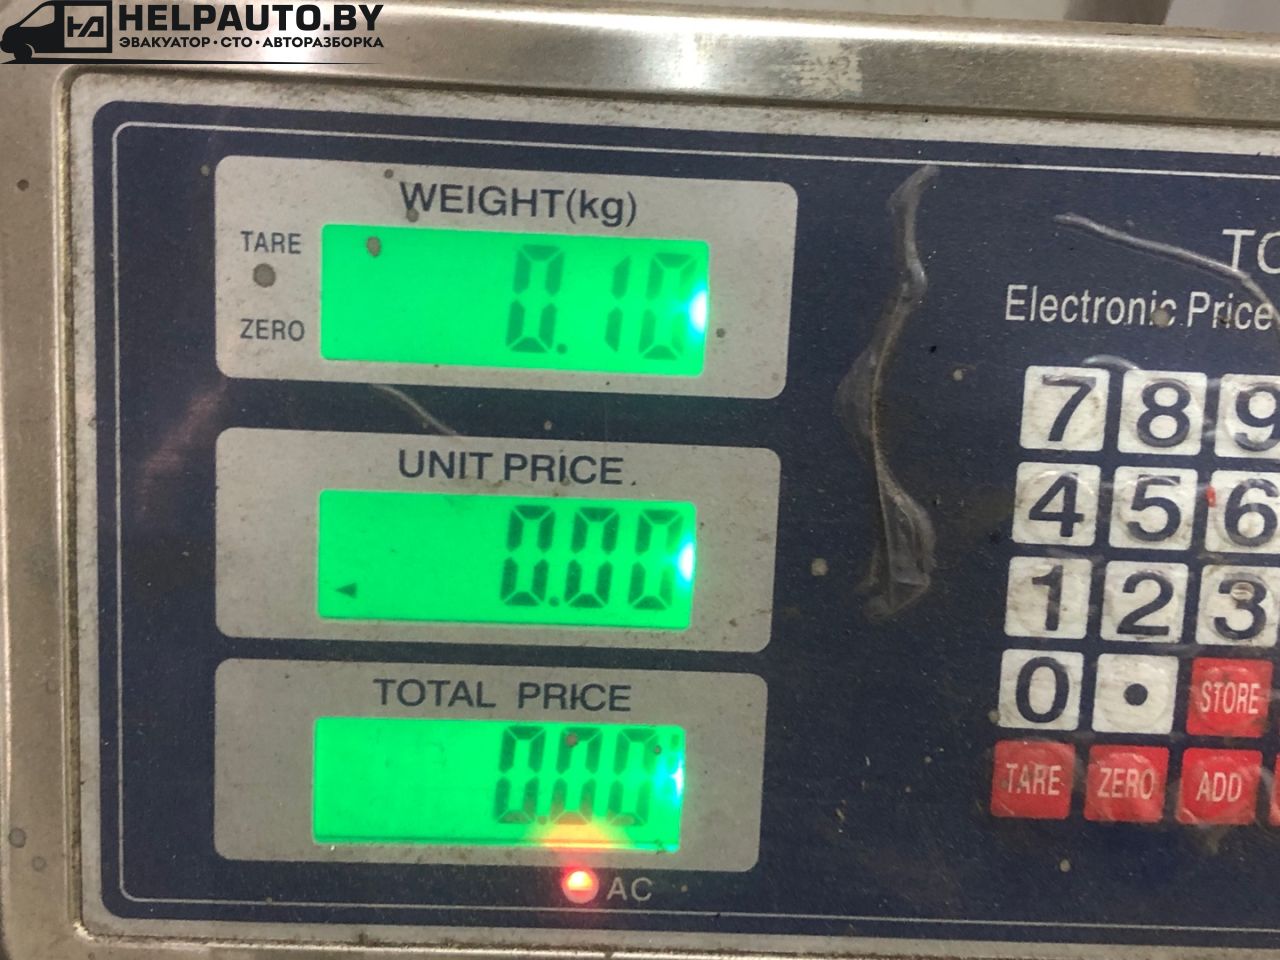 HELPAUTO.BY
ЭВАКУАТОР · СТО · АВТОРАЗБОРКА
WEIGHT(kg)
TARE
ZERO
0.10
UNIT PRICE
0.00
TOTAL PRICE
0.00
AC
Electronic Price
7 8 9
4 5 6
1 2 3
0 • STORE
TARE ZERO ADD